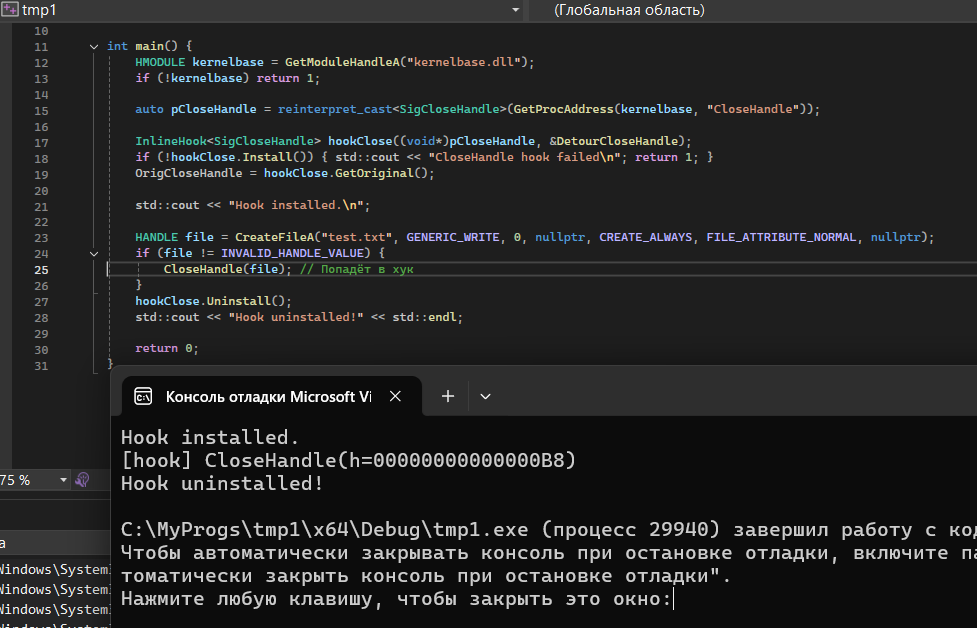 tmp1
(Глобальная область)
10
11 int main() {
12 HMODULE kernelbase = GetModuleHandleA("kernelbase.dll");
13 if (!kernelbase) return 1;
14
15 auto pCloseHandle = reinterpret_cast<SigCloseHandle>(GetProcAddress(kernelbase, "CloseHandle"));
16
17 InlineHook<SigCloseHandle> hookClose((void*)pCloseHandle, &DetourCloseHandle);
18 if (!hookClose.Install()) { std::cout << "CloseHandle hook failed\n"; return 1; }
19 OrigCloseHandle = hookClose.GetOriginal();
20
21 std::cout << "Hook installed.\n";
22
23 HANDLE file = CreateFileA("test.txt", GENERIC_WRITE, 0, nullptr, CREATE_ALWAYS, FILE_ATTRIBUTE_NORMAL, nullptr);
24 if (file != INVALID_HANDLE_VALUE) {
25 CloseHandle(file); // Попадёт в хук
26 }
27 hookClose.Uninstall();
28 std::cout << "Hook uninstalled!" << std::endl;
29
30 return 0;
31 }
Консоль отладки Microsoft Vi
Hook installed.
[hook] CloseHandle(h=00000000000000B8)
Hook uninstalled!
75 %
C:\MyProgs\tmp1\x64\Debug\tmp1.exe (процесс 29940) завершил работу с код
Чтобы автоматически закрывать консоль при остановке отладки, включите па
томатически закрыть консоль при остановке отладки".
Нажмите любую клавишу, чтобы закрыть это окно:
а
Windows\System
Windows\System
Windows\System